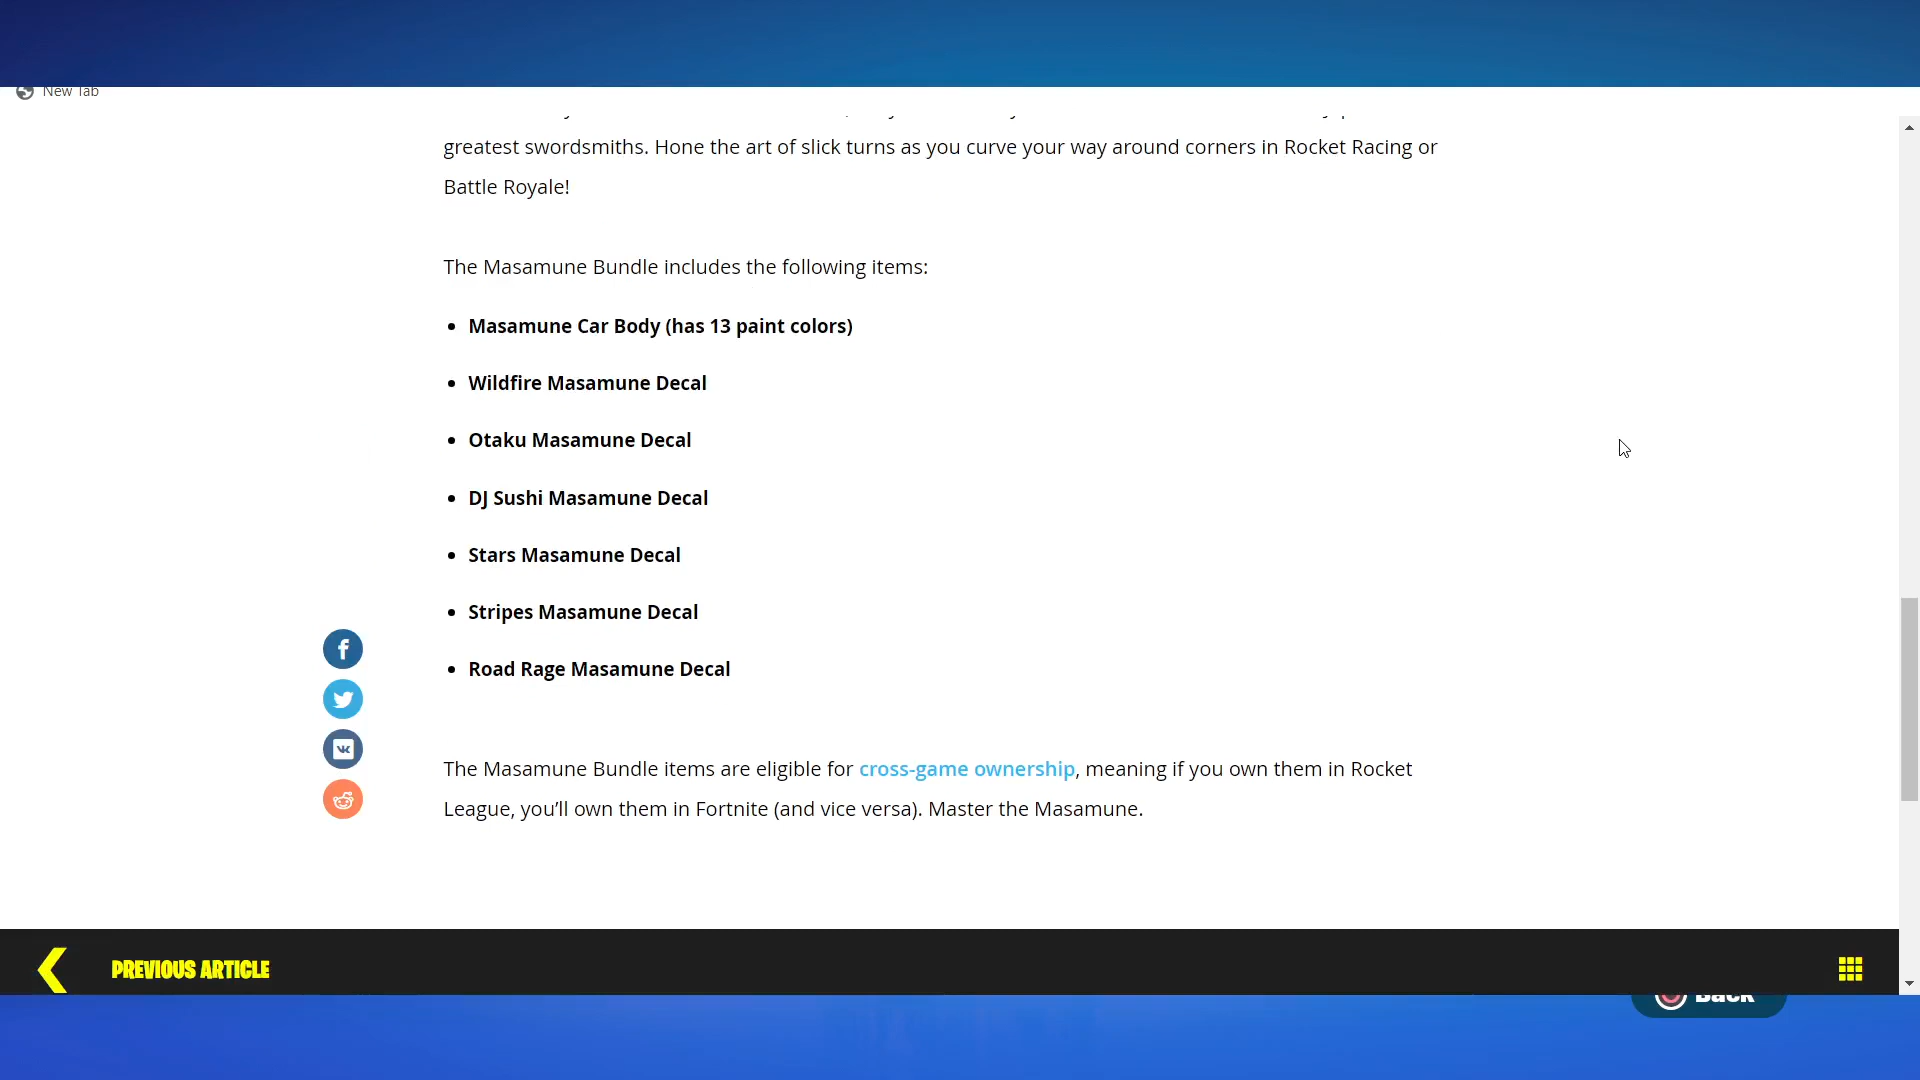 New Tab
greatest swordsmiths. Hone the art of slick turns as you curve your way around corners in Rocket Racing or
Battle Royale!
The Masamune Bundle includes the following items:
• Masamune Car Body (has 13 paint colors)
• Wildfire Masamune Decal
• Otaku Masamune Decal
• DJ Sushi Masamune Decal
• Stars Masamune Decal
• Stripes Masamune Decal
• Road Rage Masamune Decal
The Masamune Bundle items are eligible for cross-game ownership, meaning if you own them in Rocket
League, you’ll own them in Fortnite (and vice versa). Master the Masamune.
PREVIOUS ARTICLE
Back